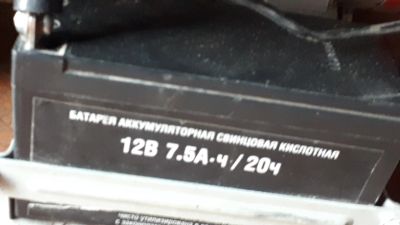 БАТАРЕЯ АККУМУЛЯТОРНАЯ СВИНЦОВАЯ КИСЛОТНАЯ
12В 7.5А·ч / 20ч